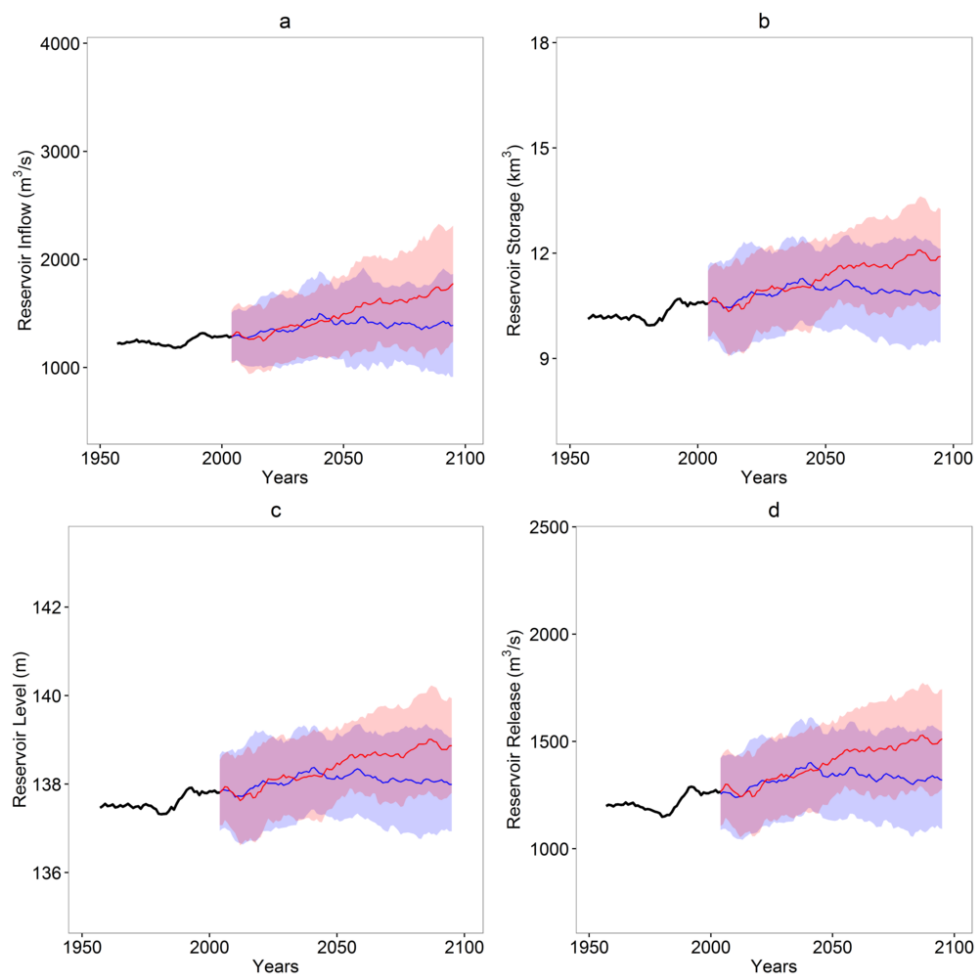 a
4000
3000
2000
1000
Reservoir Inflow (m³/s)
1950 2000 2050 2100
Years
b
18
15
12
9
Reservoir Storage (km³)
1950 2000 2050 2100
Years
c
142
140
138
136
Reservoir Level (m)
1950 2000 2050 2100
Years
d
2500
2000
1500
1000
Reservoir Release (m³/s)
1950 2000 2050 2100
Years